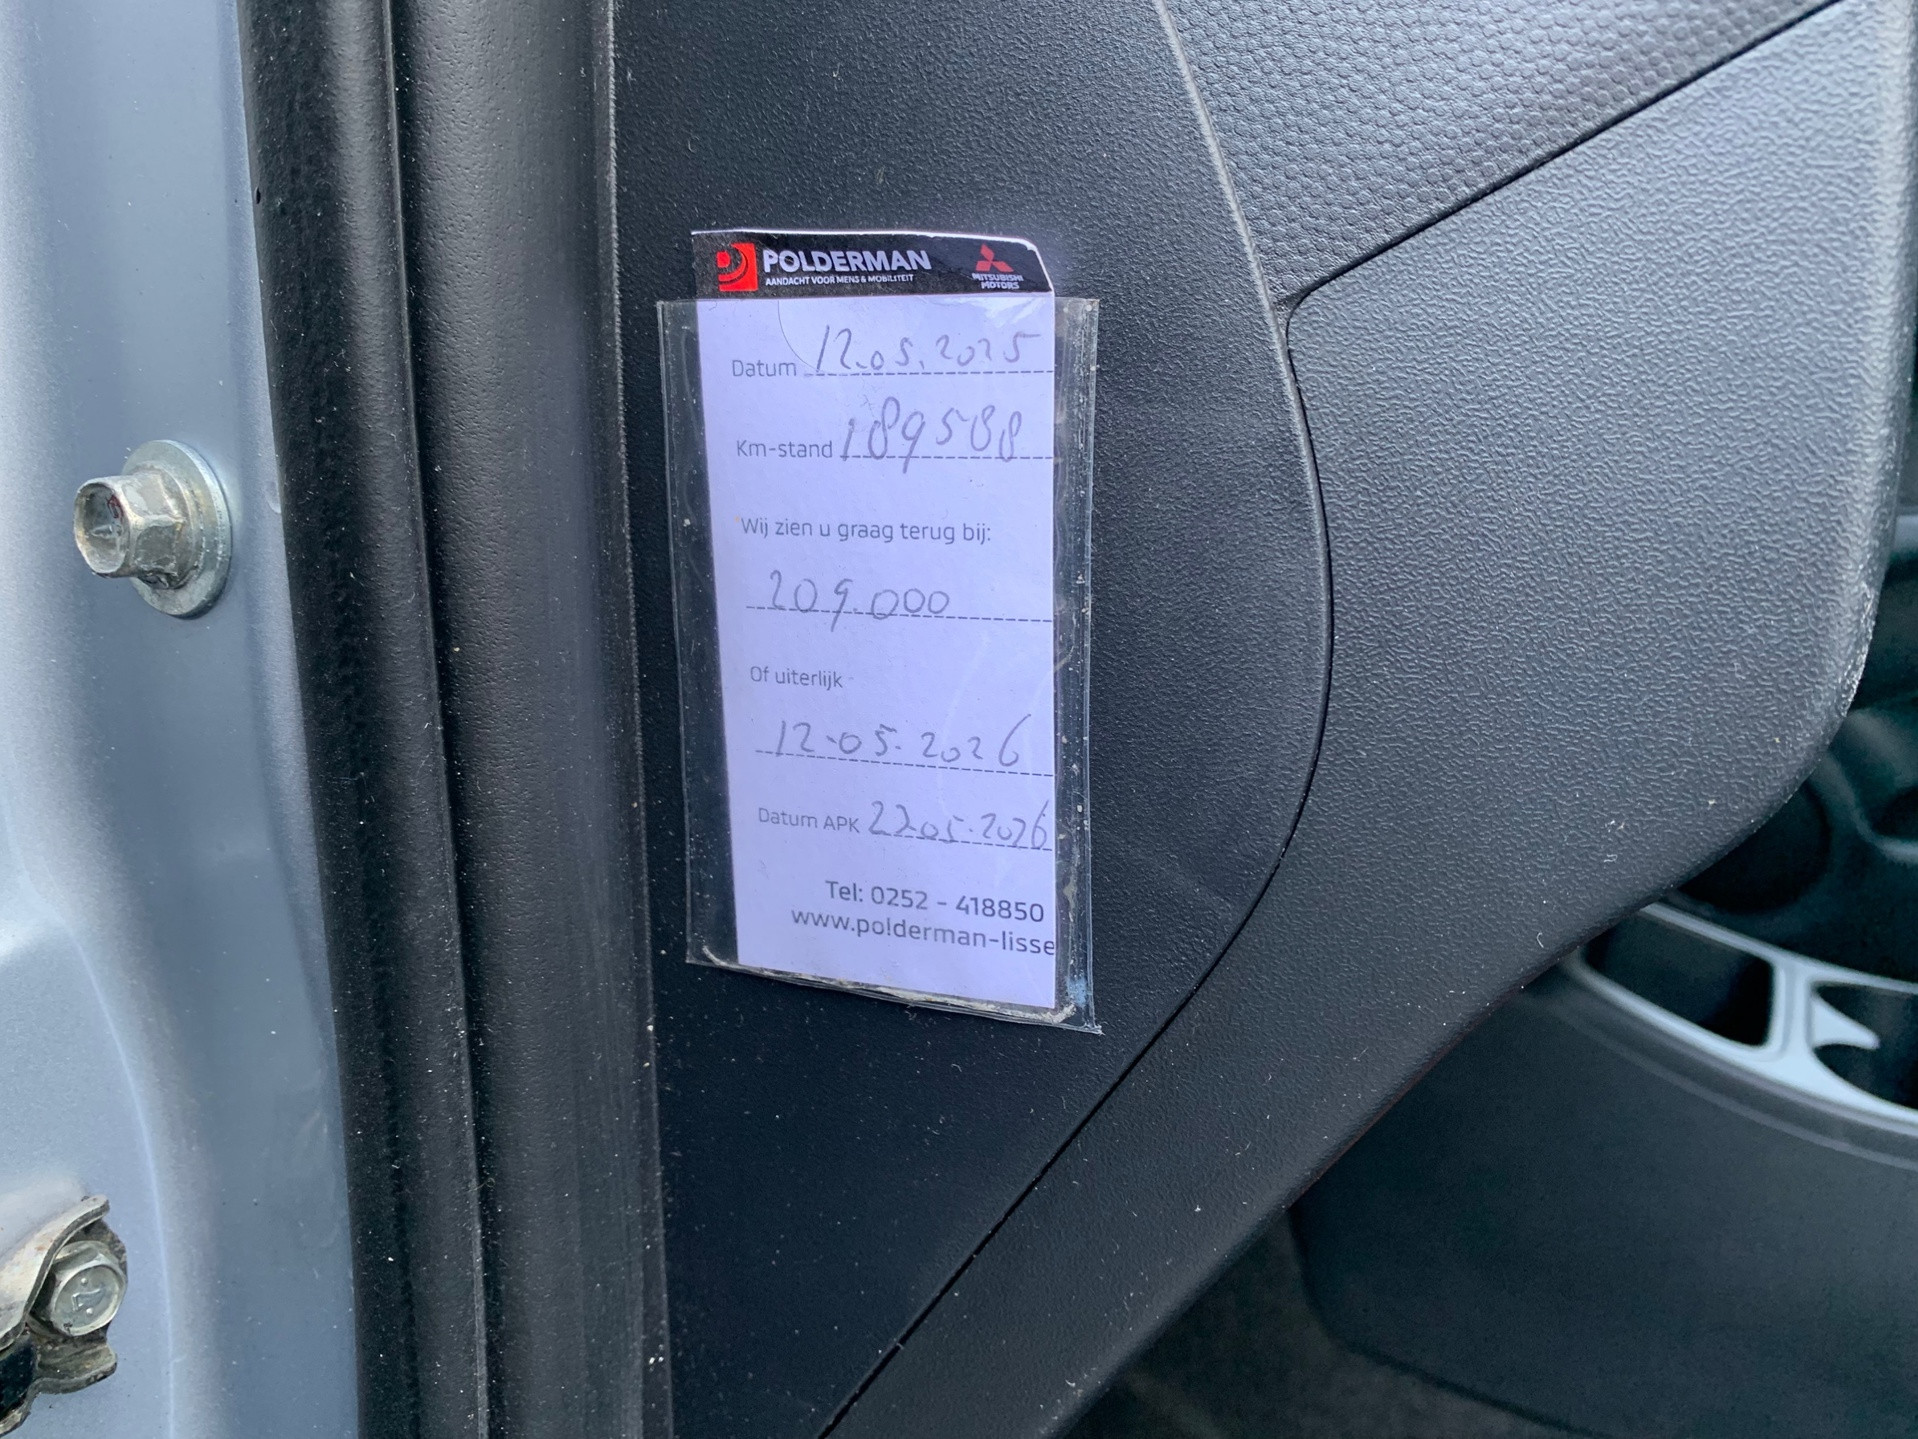 POLDERMAN
AANDACHT VOOR MENS & MOBILITEIT
MITSUBISHI
MOTORS
Datum 12.05.2025
Km-stand 189588
Wij zien u graag terug bij:
209.000
Of uiterlijk
12-05-2026
Datum APK 22-05-2026
Tel: 0252 - 418850
www.polderman-lisse